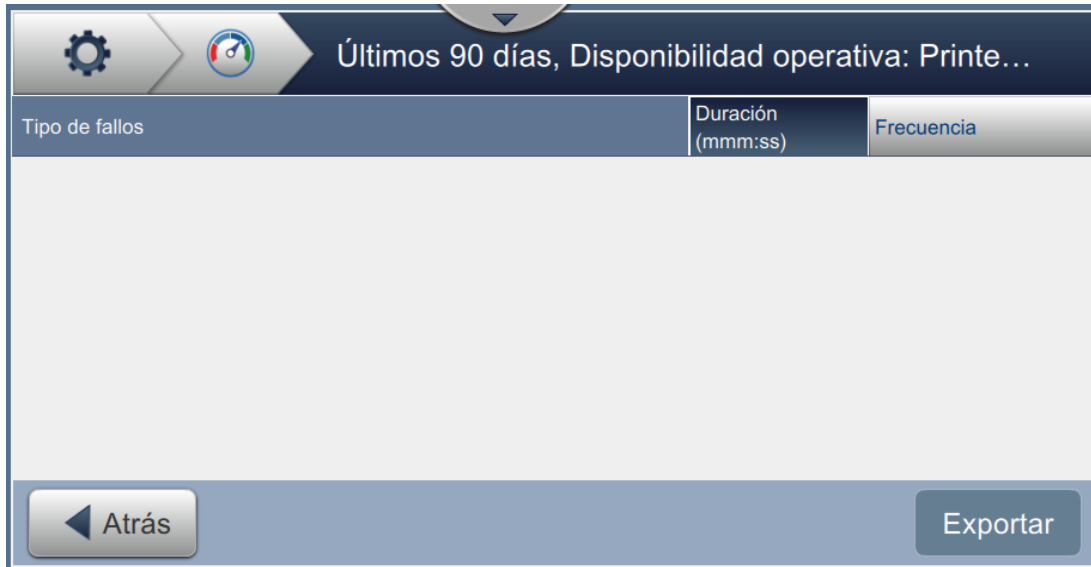 Últimos 90 días, Disponibilidad operativa: Printe…
Tipo de fallos
Duración
(mmm:ss)
Frecuencia
Atrás
Exportar